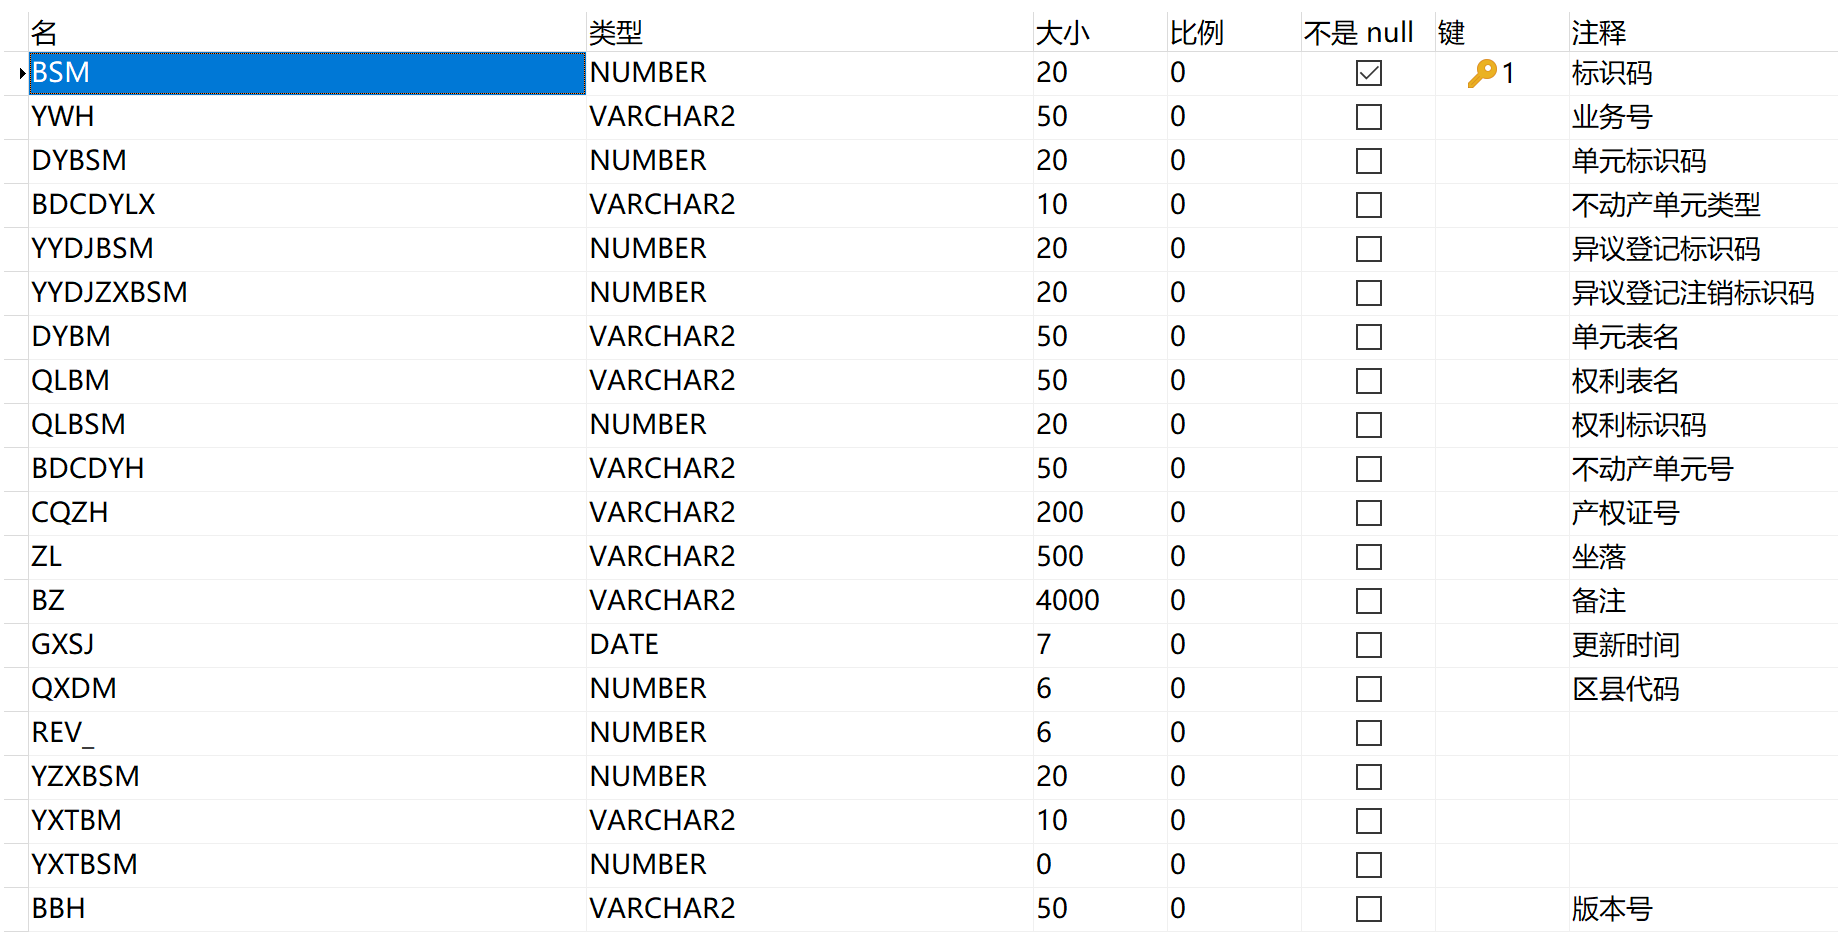 名 类型 大小 比例 不是 null 键 注释
BSM NUMBER 20 0 1 标识码
YWH VARCHAR2 50 0 业务号
DYBSM NUMBER 20 0 单元标识码
BDCDYLX VARCHAR2 10 0 不动产单元类型
YYDJBSM NUMBER 20 0 异议登记标识码
YYDJZXBSM NUMBER 20 0 异议登记注销标识码
DYBM VARCHAR2 50 0 单元表名
QLBM VARCHAR2 50 0 权利表名
QLBSM NUMBER 20 0 权利标识码
BDCDYH VARCHAR2 50 0 不动产单元号
CQZH VARCHAR2 200 0 产权证号
ZL VARCHAR2 500 0 坐落
BZ VARCHAR2 4000 0 备注
GXSJ DATE 7 0 更新时间
QXDM NUMBER 6 0 区县代码
REV_ NUMBER 6 0
YZXBSM NUMBER 20 0
YXTBM VARCHAR2 10 0
YXTBSM NUMBER 0 0
BBH VARCHAR2 50 0 版本号